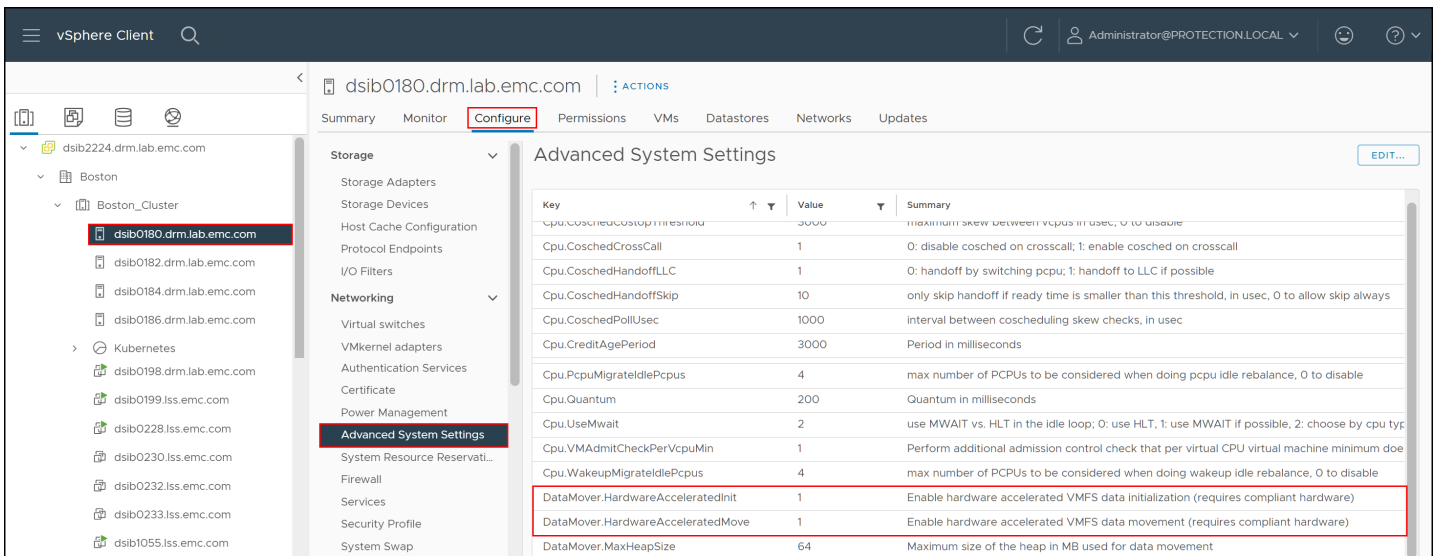 vSphere Client
Administrator@PROTECTION.LOCAL
dsib0180.drm.lab.emc.com
ACTIONS
Summary Monitor Configure Permissions VMs Datastores Networks Updates
dsib2224.drm.lab.emc.com
Boston
Boston_Cluster
dsib0180.drm.lab.emc.com
dsib0182.drm.lab.emc.com
dsib0184.drm.lab.emc.com
dsib0186.drm.lab.emc.com
Kubernetes
dsib0198.drm.lab.emc.com
dsib0199.lss.emc.com
dsib0228.lss.emc.com
dsib0230.lss.emc.com
dsib0232.lss.emc.com
dsib0233.lss.emc.com
dsib1055.lss.emc.com
Storage
Storage Adapters
Storage Devices
Host Cache Configuration
Protocol Endpoints
I/O Filters
Networking
Virtual switches
VMkernel adapters
Authentication Services
Certificate
Power Management
Advanced System Settings
System Resource Reservati...
Firewall
Services
Security Profile
System Swap
Advanced System Settings
EDIT...
Key Value Summary
Cpu.CoschedCostopThreshold 3000 maximum skew between vcpus in usec, 0 to disable
Cpu.CoschedCrossCall 1 0: disable cosched on crosscall; 1: enable cosched on crosscall
Cpu.CoschedHandoffLLC 1 0: handoff by switching pcpu; 1: handoff to LLC if possible
Cpu.CoschedHandoffSkip 10 only skip handoff if ready time is smaller than this threshold, in usec, 0 to allow skip always
Cpu.CoschedPollUsec 1000 interval between coscheduling skew checks, in usec
Cpu.CreditAgePeriod 3000 Period in milliseconds
Cpu.PcpuMigrateIdlePcpus 4 max number of PCPUs to be considered when doing pcpu idle rebalance, 0 to disable
Cpu.Quantum 200 Quantum in milliseconds
Cpu.UseMwait 2 use MWAIT vs. HLT in the idle loop; 0: use HLT, 1: use MWAIT if possible, 2: choose by cpu typ
Cpu.VMAdmitCheckPerVcpuMin 1 Perform additional admission control check that per virtual CPU virtual machine minimum doe
Cpu.WakeupMigrateIdlePcpus 4 max number of PCPUs to be considered when doing wakeup idle rebalance, 0 to disable
DataMover.HardwareAcceleratedInit 1 Enable hardware accelerated VMFS data initialization (requires compliant hardware)
DataMover.HardwareAcceleratedMove 1 Enable hardware accelerated VMFS data movement (requires compliant hardware)
DataMover.MaxHeapSize 64 Maximum size of the heap in MB used for data movement